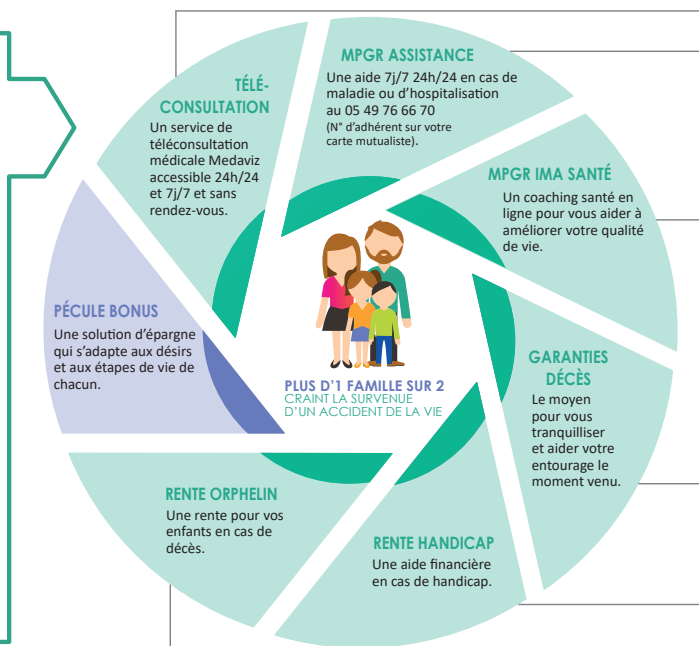 MPGR ASSISTANCE
Une aide 7j/7 24h/24 en cas de
maladie ou d'hospitalisation
au 05 49 76 66 70
(N° d'adhérent sur votre
carte mutualiste).
TÉLÉ-
CONSULTATION
Un service de
téléconsultation
médicale Medaviz
accessible 24h/24
et 7j/7 et sans
rendez-vous.
MPGR IMA SANTÉ
Un coaching santé en
ligne pour vous aider à
améliorer votre qualité
de vie.
PÉCULE BONUS
Une solution d'épargne
qui s'adapte aux désirs
et aux étapes de vie de
chacun.
PLUS D'1 FAMILLE SUR 2
CRAINT LA SURVENUE
D'UN ACCIDENT DE LA VIE
GARANTIES
DÉCÈS
Le moyen
pour vous
tranquilliser
et aider votre
entourage le
moment venu.
RENTE ORPHELIN
Une rente pour vos
enfants en cas de
décès.
RENTE HANDICAP
Une aide financière
en cas de handicap.